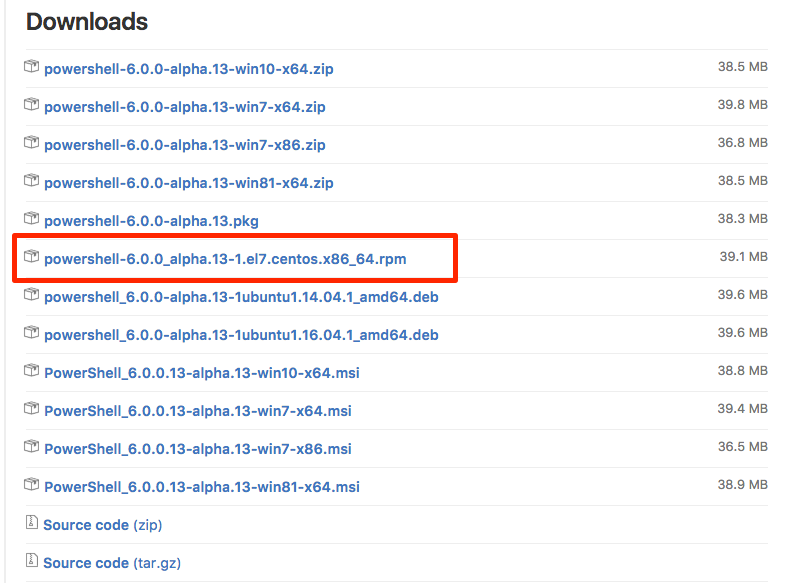 Downloads
powershell-6.0.0-alpha.13-win10-x64.zip 38.5 MB
powershell-6.0.0-alpha.13-win7-x64.zip 39.8 MB
powershell-6.0.0-alpha.13-win7-x86.zip 36.8 MB
powershell-6.0.0-alpha.13-win81-x64.zip 38.5 MB
powershell-6.0.0-alpha.13.pkg 38.3 MB
powershell-6.0.0_alpha.13-1.el7.centos.x86_64.rpm 39.1 MB
powershell_6.0.0-alpha.13-1ubuntu1.14.04.1_amd64.deb 39.6 MB
powershell_6.0.0-alpha.13-1ubuntu1.16.04.1_amd64.deb 39.6 MB
PowerShell_6.0.0.13-alpha.13-win10-x64.msi 38.8 MB
PowerShell_6.0.0.13-alpha.13-win7-x64.msi 39.4 MB
PowerShell_6.0.0.13-alpha.13-win7-x86.msi 36.5 MB
PowerShell_6.0.0.13-alpha.13-win81-x64.msi 38.9 MB
Source code (zip)
Source code (tar.gz)